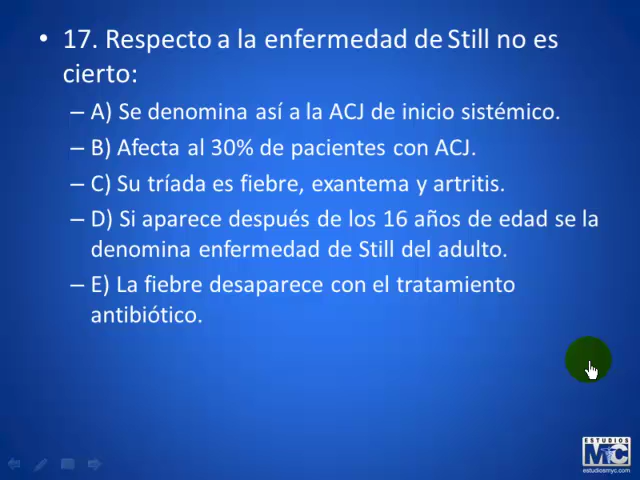 • 17. Respecto a la enfermedad de Still no es
cierto:
– A) Se denomina así a la ACJ de inicio sistémico.
– B) Afecta al 30% de pacientes con ACJ.
– C) Su tríada es fiebre, exantema y artritis.
– D) Si aparece después de los 16 años de edad se la
denomina enfermedad de Still del adulto.
– E) La fiebre desaparece con el tratamiento
antibiótico.
ESTUDIOS
MyC
estudiosmyc.com